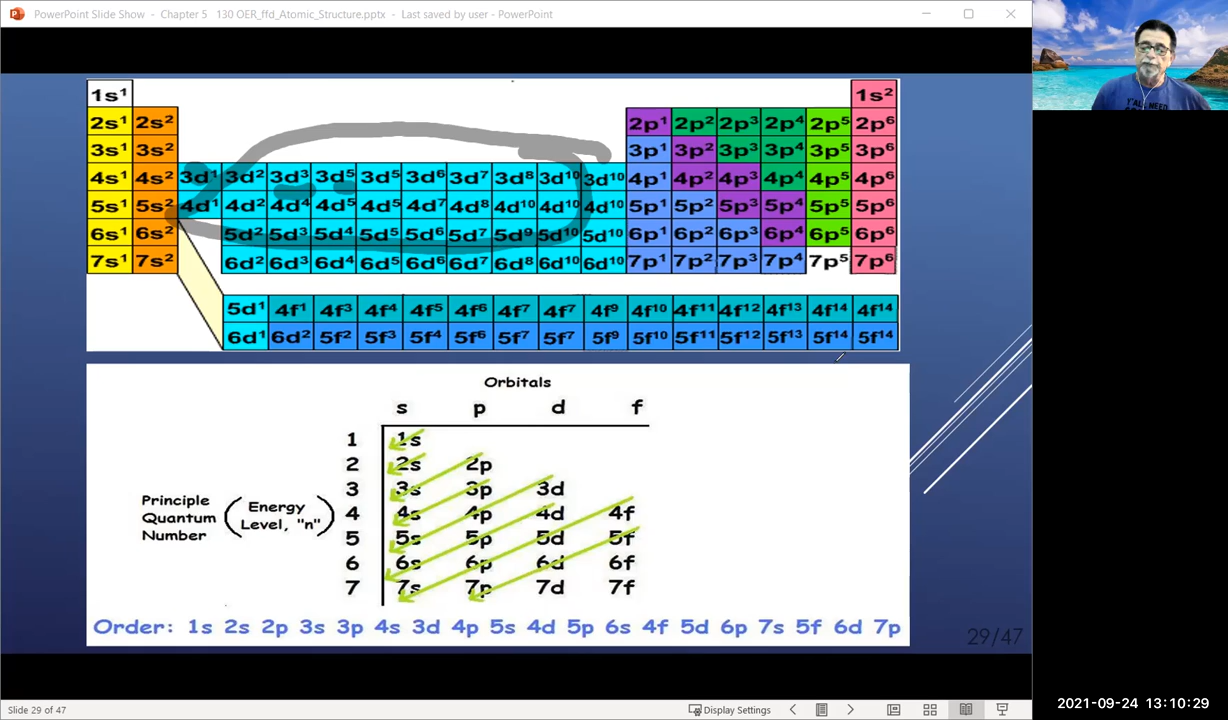 PowerPoint Slide Show - Chapter 5 130 OER_ffd_Atomic_Structure.pptx - Last saved by user - PowerPoint
1s¹ 1s²
2s¹ 2s² 2p¹ 2p² 2p³ 2p⁴ 2p⁵ 2p⁶
3s¹ 3s² 3p¹ 3p² 3p³ 3p⁴ 3p⁵ 3p⁶
4s¹ 4s² 3d¹ 3d² 3d³ 3d⁵ 3d⁵ 3d⁶ 3d⁷ 3d⁸ 3d¹⁰ 3d¹⁰ 4p¹ 4p² 4p³ 4p⁴ 4p⁵ 4p⁶
5s¹ 5s² 4d¹ 4d² 4d⁴ 4d⁵ 4d⁵ 4d⁷ 4d⁸ 4d¹⁰ 4d¹⁰ 4d¹⁰ 5p¹ 5p² 5p³ 5p⁴ 5p⁵ 5p⁶
6s¹ 6s² 5d² 5d³ 5d⁴ 5d⁵ 5d⁶ 5d⁷ 5d⁹ 5d¹⁰ 5d¹⁰ 6p¹ 6p² 6p³ 6p⁴ 6p⁵ 6p⁶
7s¹ 7s² 6d² 6d³ 6d⁴ 6d⁵ 6d⁶ 6d⁷ 6d⁸ 6d¹⁰ 6d¹⁰ 7p¹ 7p² 7p³ 7p⁴ 7p⁵ 7p⁶
5d¹ 4f¹ 4f³ 4f⁴ 4f⁵ 4f⁶ 4f⁷ 4f⁷ 4f⁹ 4f¹⁰ 4f¹¹ 4f¹² 4f¹³ 4f¹⁴ 4f¹⁴
6d¹ 6d² 5f² 5f³ 5f⁴ 5f⁶ 5f⁷ 5f⁷ 5f⁹ 5f¹⁰ 5f¹¹ 5f¹² 5f¹³ 5f¹⁴ 5f¹⁴
Orbitals
s p d f
1 1s
2 2s 2p
3 3s 3p 3d
4 4s 4p 4d 4f
5 5s 5p 5d 5f
6 6s 6p 6d 6f
7 7s 7p 7d 7f
Principle
Quantum
Number
(Energy
Level, "n")
Order: 1s 2s 2p 3s 3p 4s 3d 4p 5s 4d 5p 6s 4f 5d 6p 7s 5f 6d 7p
29/47
Slide 29 of 47
Display Settings
Y'ALL NEED
2021-09-24 13:10:29